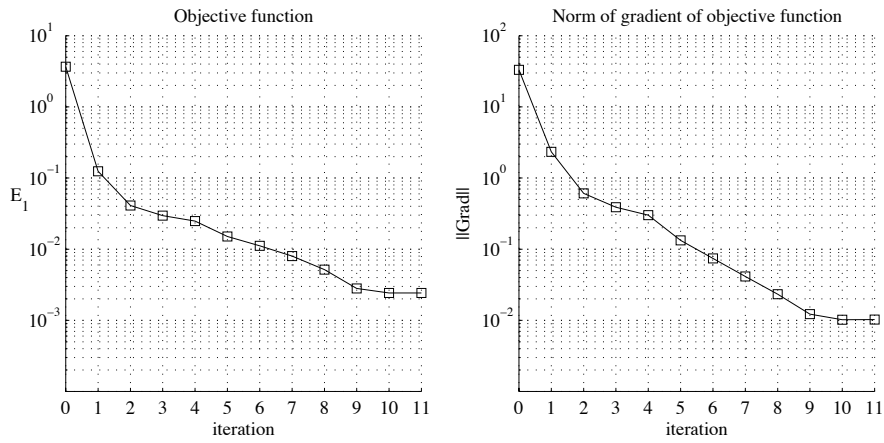 Objective function
10^1
10^0
10^-1
10^-2
10^-3
E_1
0 1 2 3 4 5 6 7 8 9 10 11
iteration
Norm of gradient of objective function
10^2
10^1
10^0
10^-1
10^-2
||Grad||
0 1 2 3 4 5 6 7 8 9 10 11
iteration